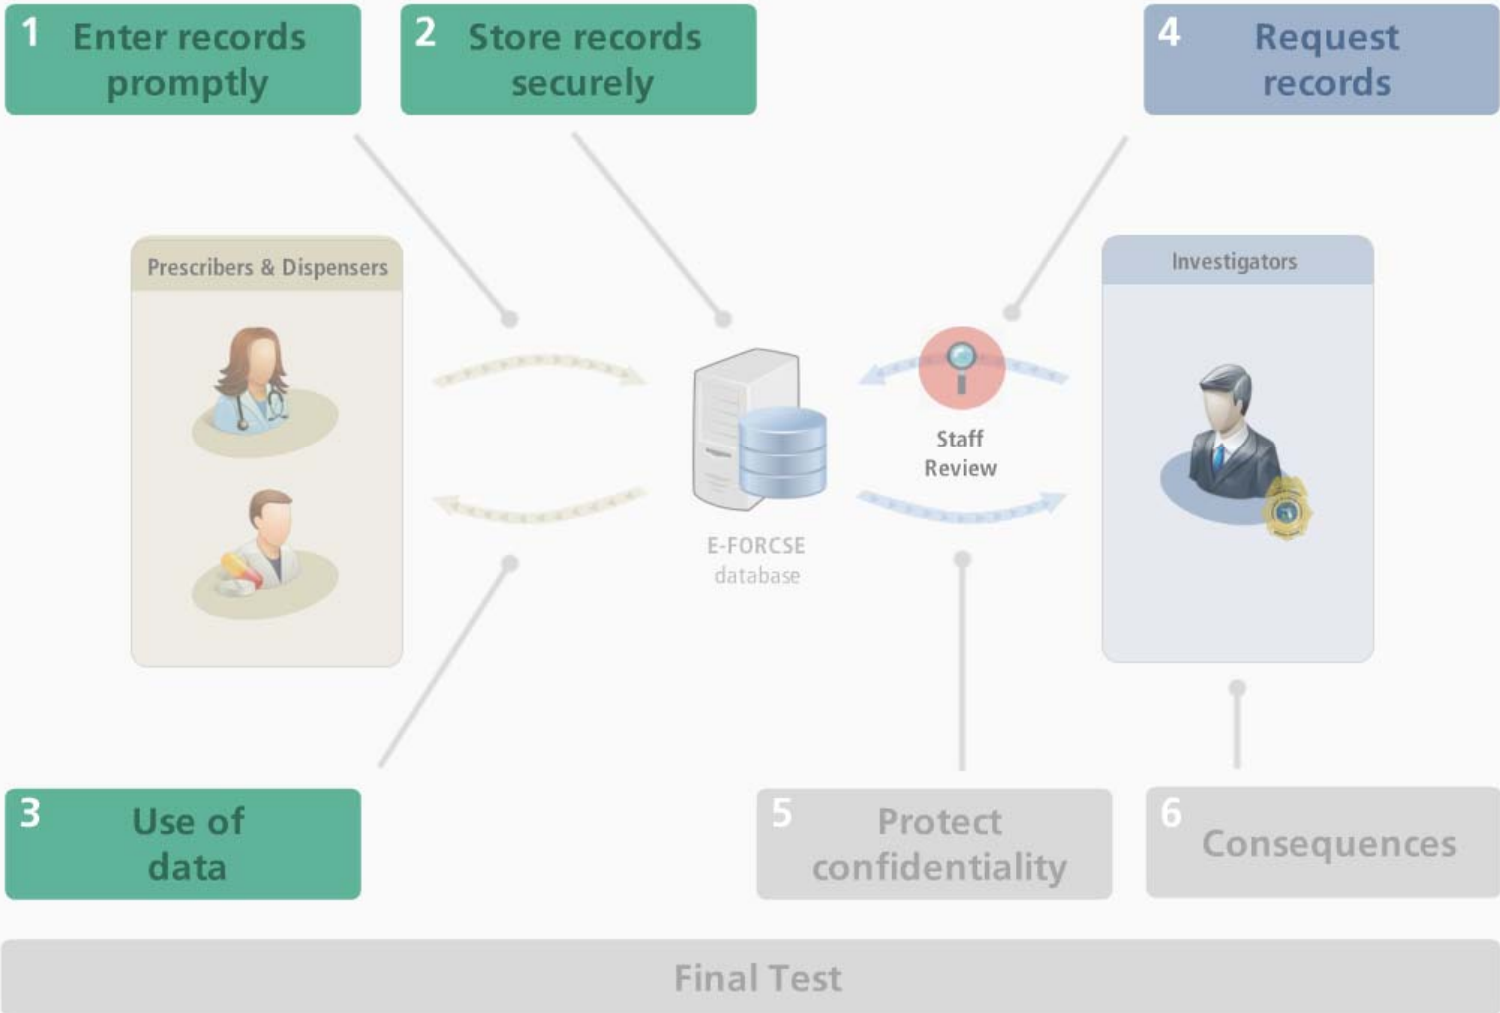 1 Enter records
promptly
2 Store records
securely
4 Request
records
Prescribers & Dispensers
Investigators
Staff
Review
E-FORCSE
database
3 Use of
data
5 Protect
confidentiality
6 Consequences
Final Test